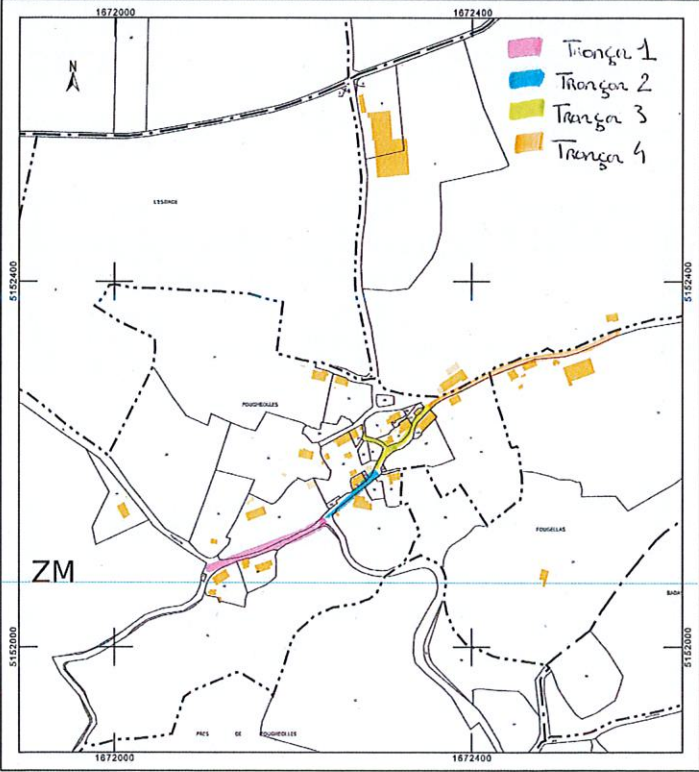 1672000
1672400
N
Tronçon 1
Tronçon 2
Tronçon 3
Tronçon 4
5152400
5152400
FOUGHEOLLES
FOUGELLAS
ZM
5152000
5152000
PRES DE FOUGHEOLLES
1672000
1672400